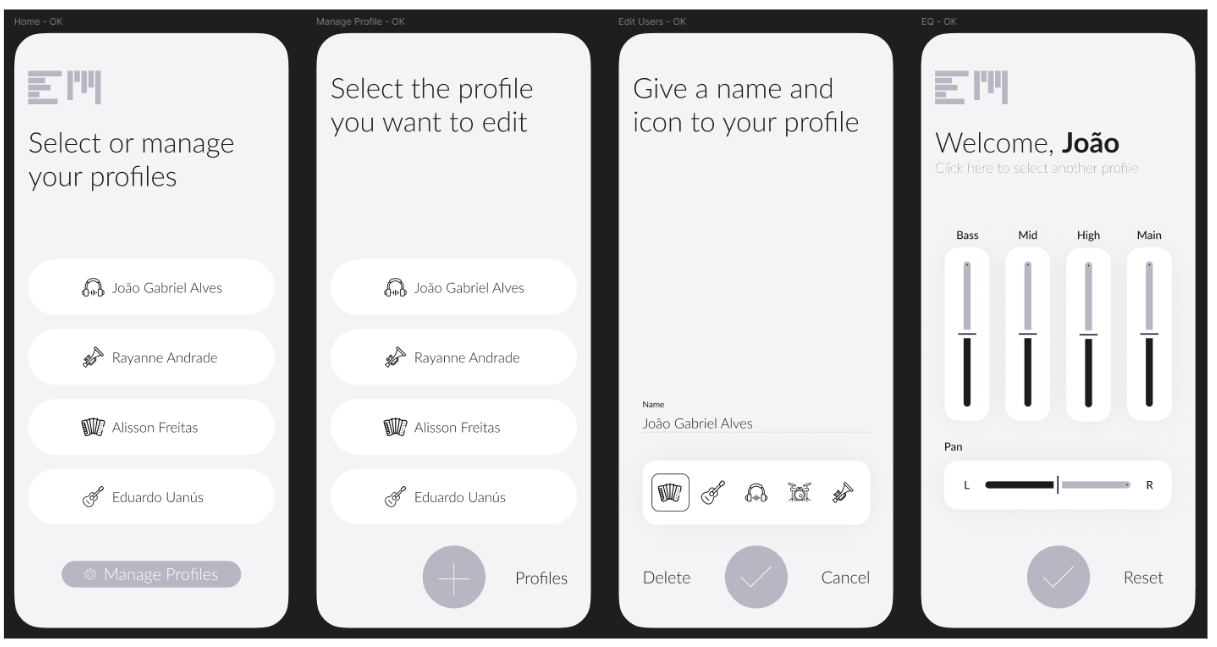 Home - OK
EM
Select or manage
your profiles
João Gabriel Alves
Rayanne Andrade
Alisson Freitas
Eduardo Uanús
Manage Profiles
Manage Profile - OK
Select the profile
you want to edit
João Gabriel Alves
Rayanne Andrade
Alisson Freitas
Eduardo Uanús
Profiles
Edit Users - OK
Give a name and
icon to your profile
Name
João Gabriel Alves
Delete
Cancel
EQ - OK
EM
Welcome, João
Click here to select another profile
Bass Mid High Main
Pan
L R
Reset